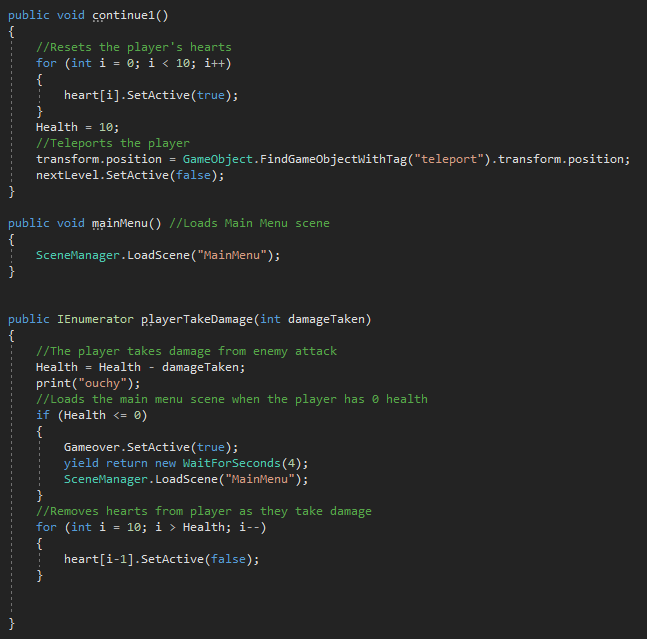 public void continue1()
{
    //Resets the player's hearts
    for (int i = 0; i < 10; i++)
    {
        heart[i].SetActive(true);
    }
    Health = 10;
    //Teleports the player
    transform.position = GameObject.FindGameObjectWithTag("teleport").transform.position;
    nextLevel.SetActive(false);
}
public void mainMenu() //Loads Main Menu scene
{
    SceneManager.LoadScene("MainMenu");
}
public IEnumerator playerTakeDamage(int damageTaken)
{
    //The player takes damage from enemy attack
    Health = Health - damageTaken;
    print("ouchy");
    //Loads the main menu scene when the player has 0 health
    if (Health <= 0)
    {
        Gameover.SetActive(true);
        yield return new WaitForSeconds(4);
        SceneManager.LoadScene("MainMenu");
    }
    //Removes hearts from player as they take damage
    for (int i = 10; i > Health; i--)
    {
        heart[i-1].SetActive(false);
    }
}